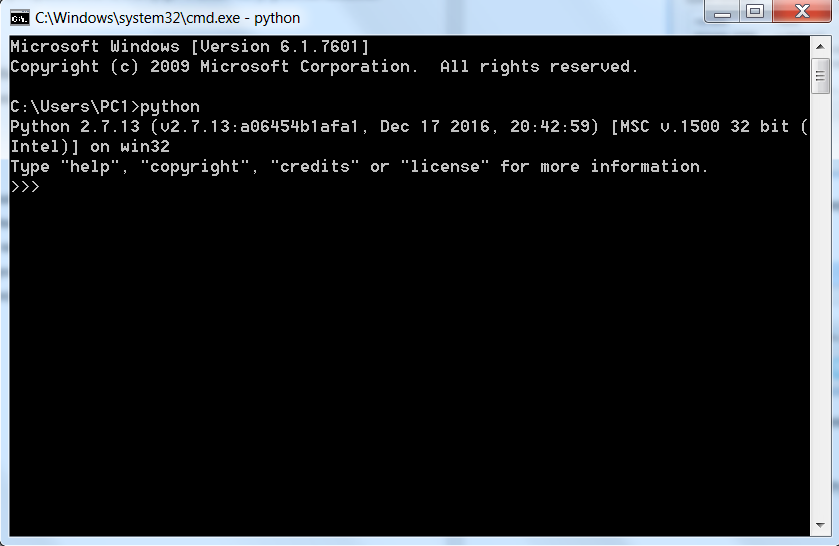 C:\Windows\system32\cmd.exe - python
Microsoft Windows [Version 6.1.7601]
Copyright (c) 2009 Microsoft Corporation.  All rights reserved.
C:\Users\PC1>python
Python 2.7.13 (v2.7.13:a06454b1afa1, Dec 17 2016, 20:42:59) [MSC v.1500 32 bit (
Intel)] on win32
Type "help", "copyright", "credits" or "license" for more information.
>>>